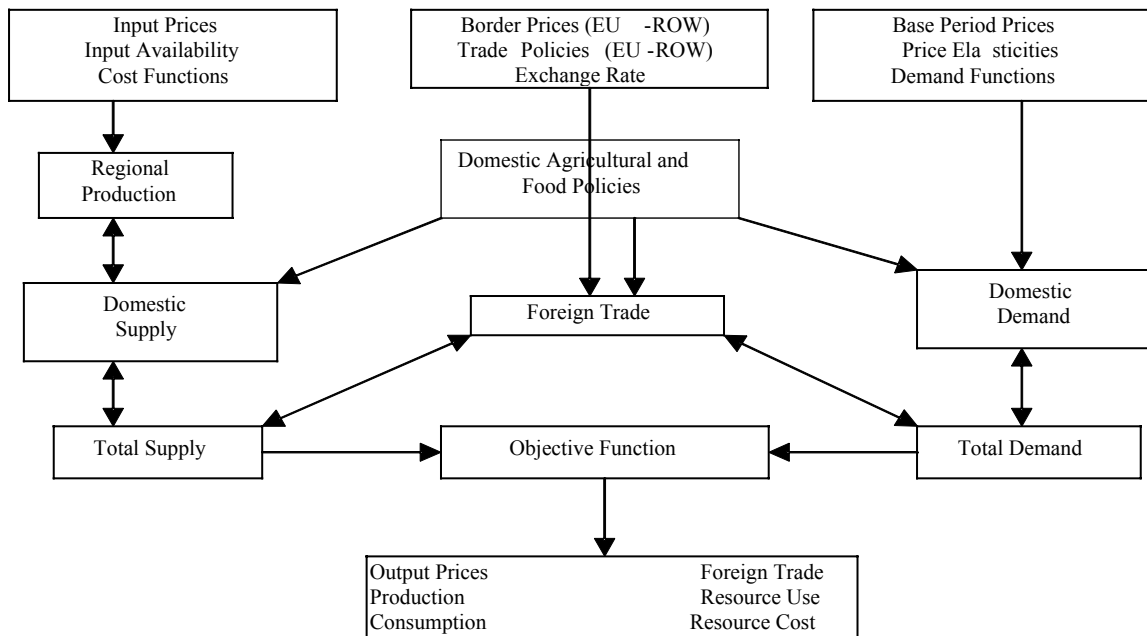 Input Prices
Input Availability
Cost Functions
Border Prices (EU -ROW)
Trade Policies (EU -ROW)
Exchange Rate
Base Period Prices
Price Ela sticities
Demand Functions
Regional
Production
Domestic Agricultural and
Food Policies
Domestic
Supply
Foreign Trade
Domestic
Demand
Total Supply
Objective Function
Total Demand
Output Prices
Production
Consumption
Foreign Trade
Resource Use
Resource Cost